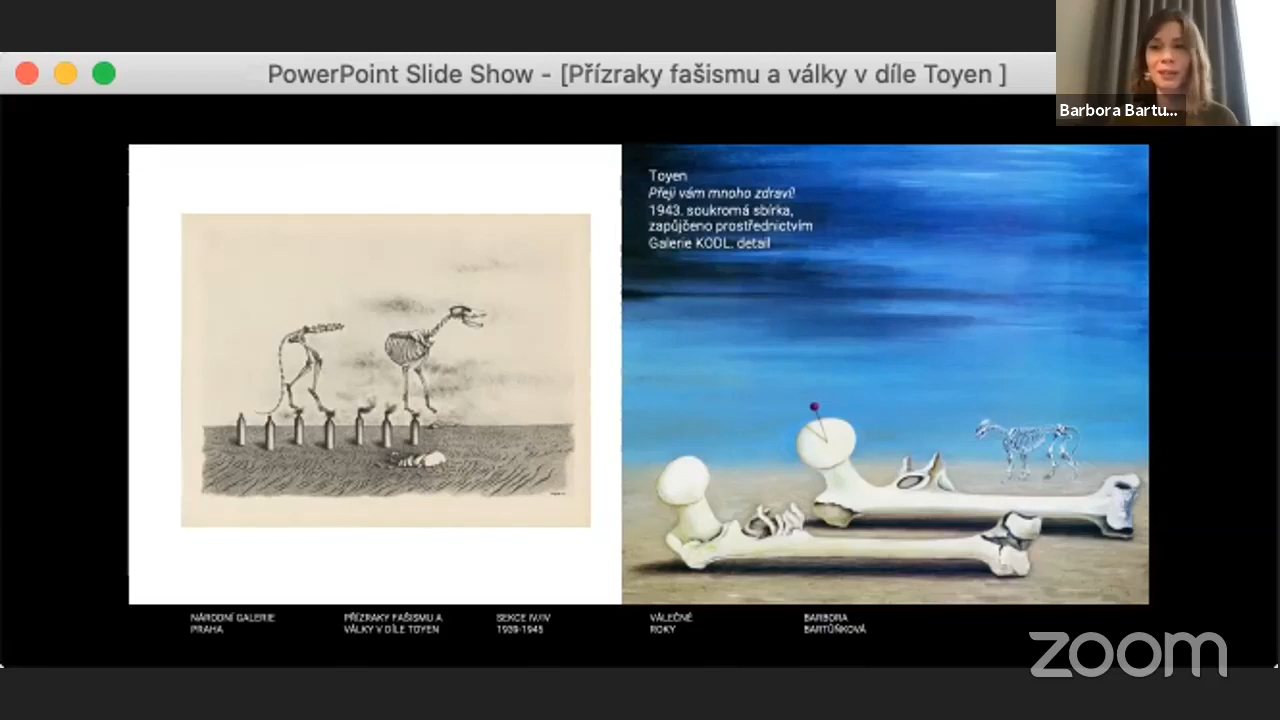 PowerPoint Slide Show - [Přízraky fašismu a války v díle Toyen ]
Barbora Bartu...
Toyen
Přeji vám mnoho zdraví!
1943. soukromá sbírka,
zapůjčeno prostřednictvím
Galerie KODL. detail
NÁRODNÍ GALERIE
PRAHA
PŘÍZRAKY FAŠISMU A
VÁLKY V DÍLE TOYEN
SEKCE IV/IV
1939-1945
VÁLEČNÉ
ROKY
BARBORA
BARTŮŇKOVÁ
zoom